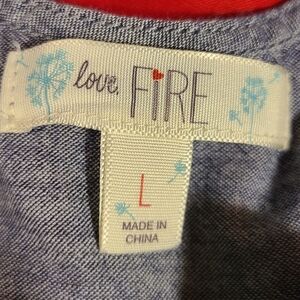 love, FiRE
L
MADE IN
CHINA